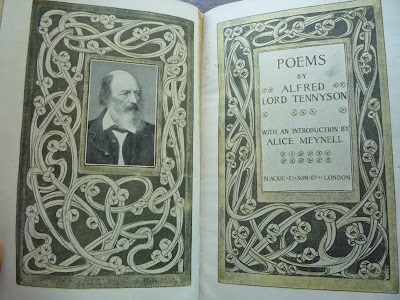 POEMS
BY
ALFRED
LORD TENNYSON
WITH AN INTRODUCTION BY
ALICE MEYNELL
BLACKIE & SON LTD LONDON